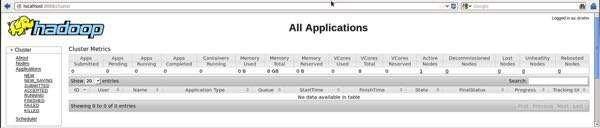 localhost:8088/cluster
Google
Logged in as: dr.who
hadoop
All Applications
Cluster
About
Nodes
Applications
NEW
NEW_SAVING
SUBMITTED
ACCEPTED
RUNNING
FINISHED
FAILED
KILLED
Scheduler
Cluster Metrics
Apps Submitted Apps Pending Apps Running Apps Completed Containers Running Memory Used Memory Total Memory Reserved VCores Used VCores Total VCores Reserved Active Nodes Decommissioned Nodes Lost Nodes Unhealthy Nodes Rebooted Nodes
0 0 0 0 0 0 B 8 GB 0 B 0 8 0 1 0 0 0 0
Show 20 entries Search:
ID User Name Application Type Queue StartTime FinishTime State FinalStatus Progress Tracking UI
No data available in table
Showing 0 to 0 of 0 entries First Previous Next Last